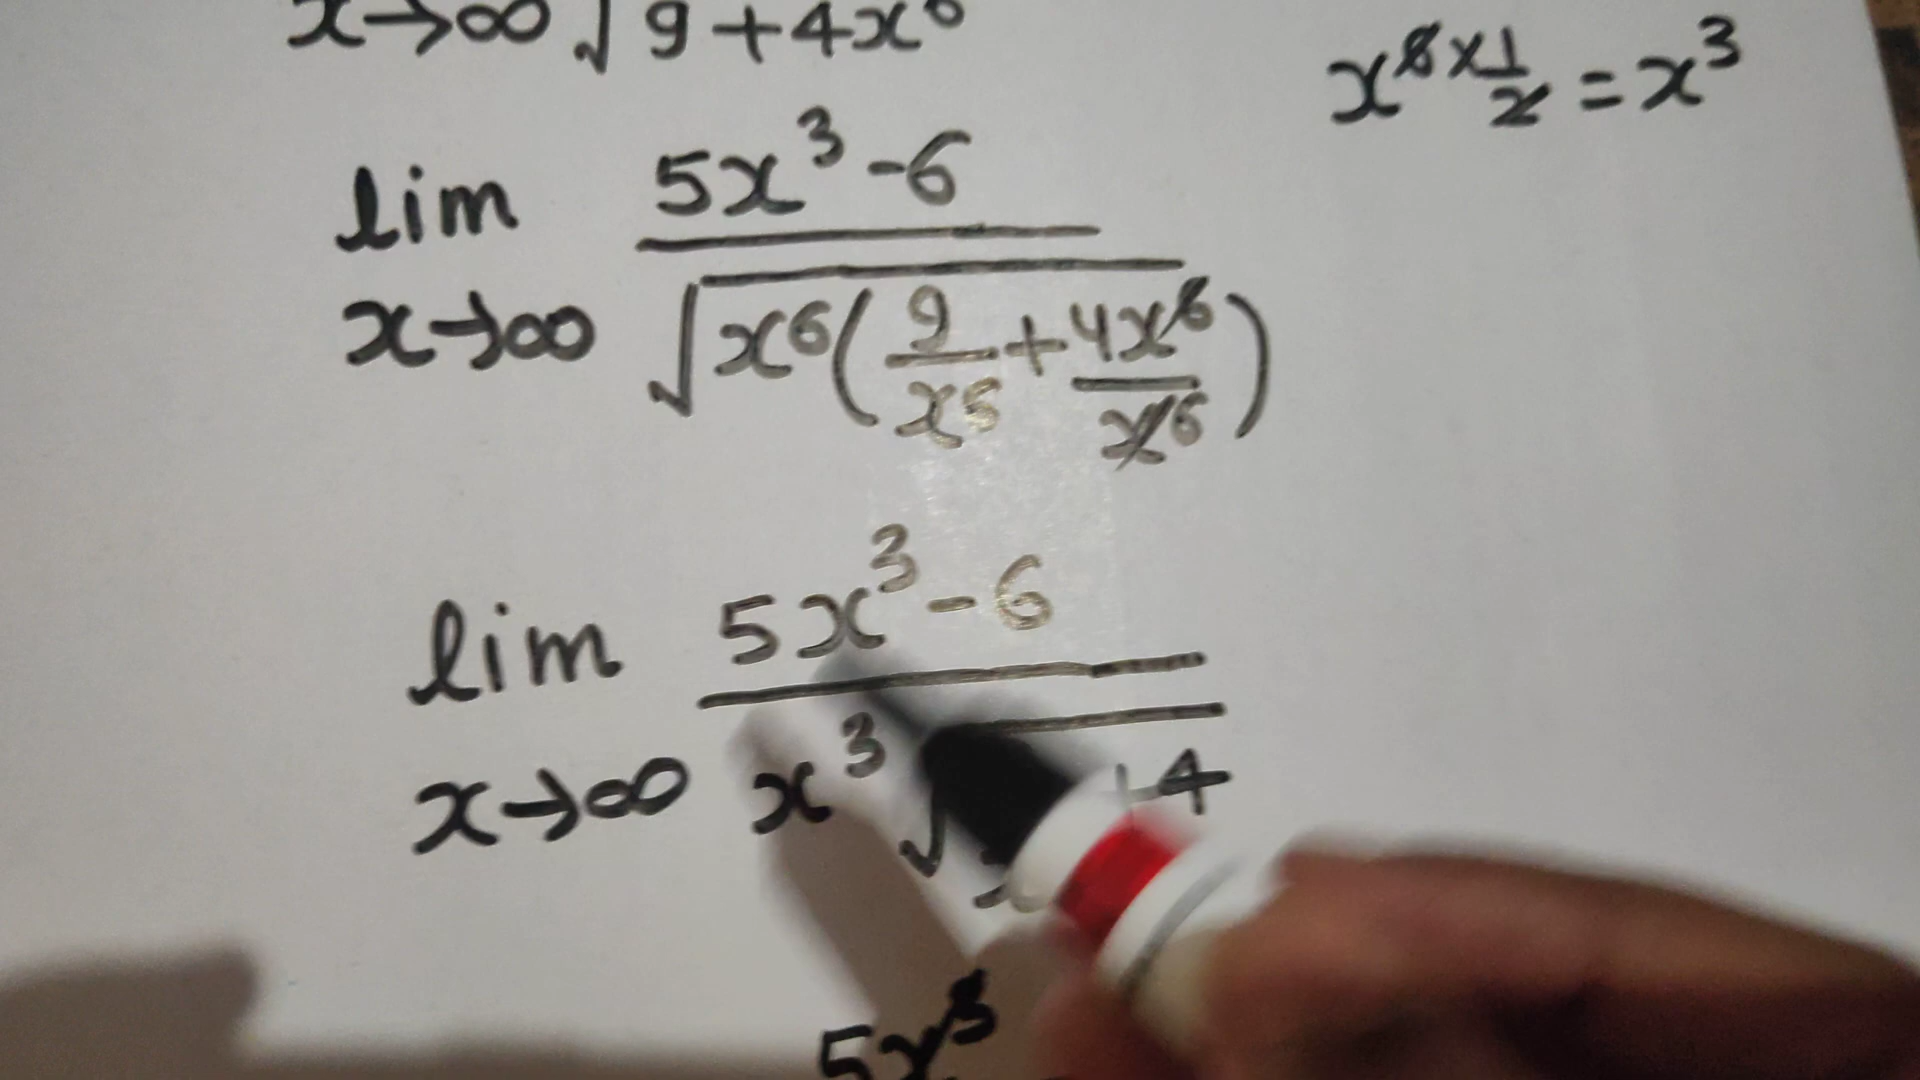 x→∞ √9+4x⁶
x^(6×1/2) = x³
lim 5x³-6
x→∞ √x⁶(9/x⁶+4x⁶/x⁶)
lim 5x³-6
x→∞ x³√ +4
5x³